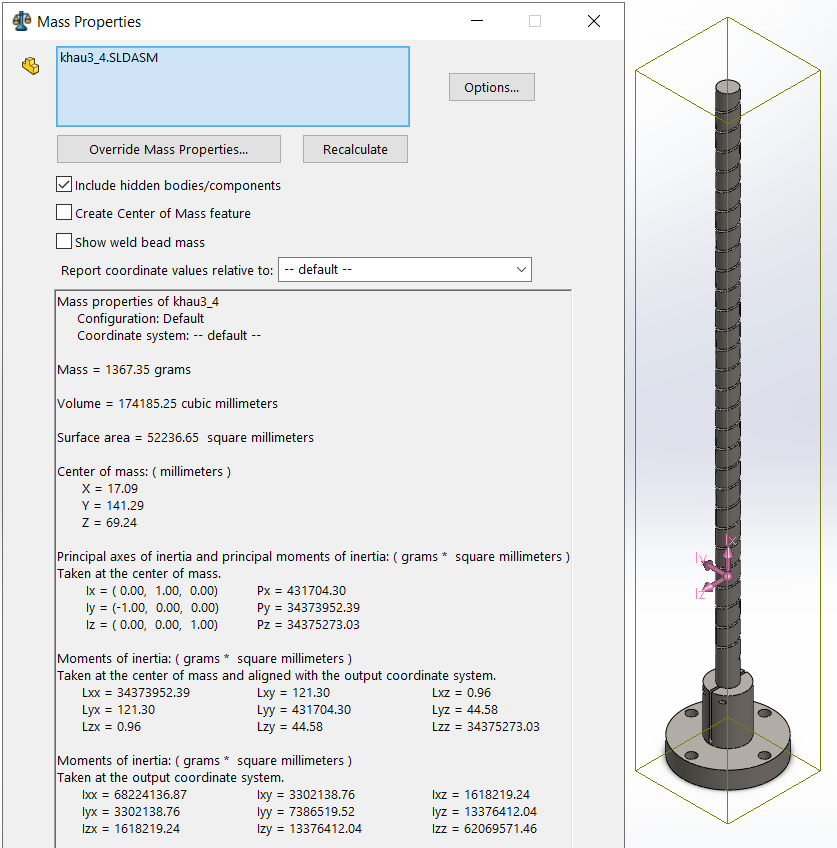 Mass Properties
khau3_4.SLDASM
Options...
Override Mass Properties...
Recalculate
Include hidden bodies/components
Create Center of Mass feature
Show weld bead mass
Report coordinate values relative to: -- default --
Mass properties of khau3_4
Configuration: Default
Coordinate system: -- default --
Mass = 1367.35 grams
Volume = 174185.25 cubic millimeters
Surface area = 52236.65 square millimeters
Center of mass: ( millimeters )
X = 17.09
Y = 141.29
Z = 69.24
Principal axes of inertia and principal moments of inertia: ( grams * square millimeters )
Taken at the center of mass.
Ix = ( 0.00, 1.00, 0.00) Px = 431704.30
Iy = (-1.00, 0.00, 0.00) Py = 34373952.39
Iz = ( 0.00, 0.00, 1.00) Pz = 34375273.03
Moments of inertia: ( grams * square millimeters )
Taken at the center of mass and aligned with the output coordinate system.
Lxx = 34373952.39 Lxy = 121.30 Lxz = 0.96
Lyx = 121.30 Lyy = 431704.30 Lyz = 44.58
Lzx = 0.96 Lzy = 44.58 Lzz = 34375273.03
Moments of inertia: ( grams * square millimeters )
Taken at the output coordinate system.
Ixx = 68224136.87 Ixy = 3302138.76 Ixz = 1618219.24
Iyx = 3302138.76 Iyy = 7386519.52 Iyz = 13376412.04
Izx = 1618219.24 Izy = 13376412.04 Izz = 62069571.46
Ix
Iy
Iz